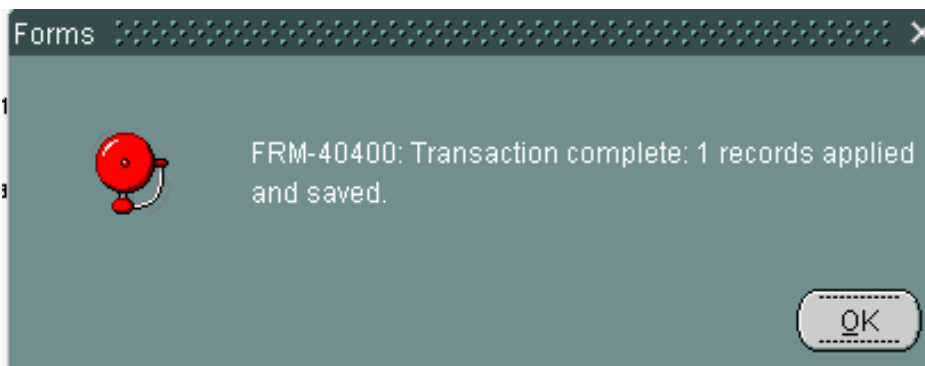 Forms
FRM-40400: Transaction complete: 1 records applied
and saved.
OK